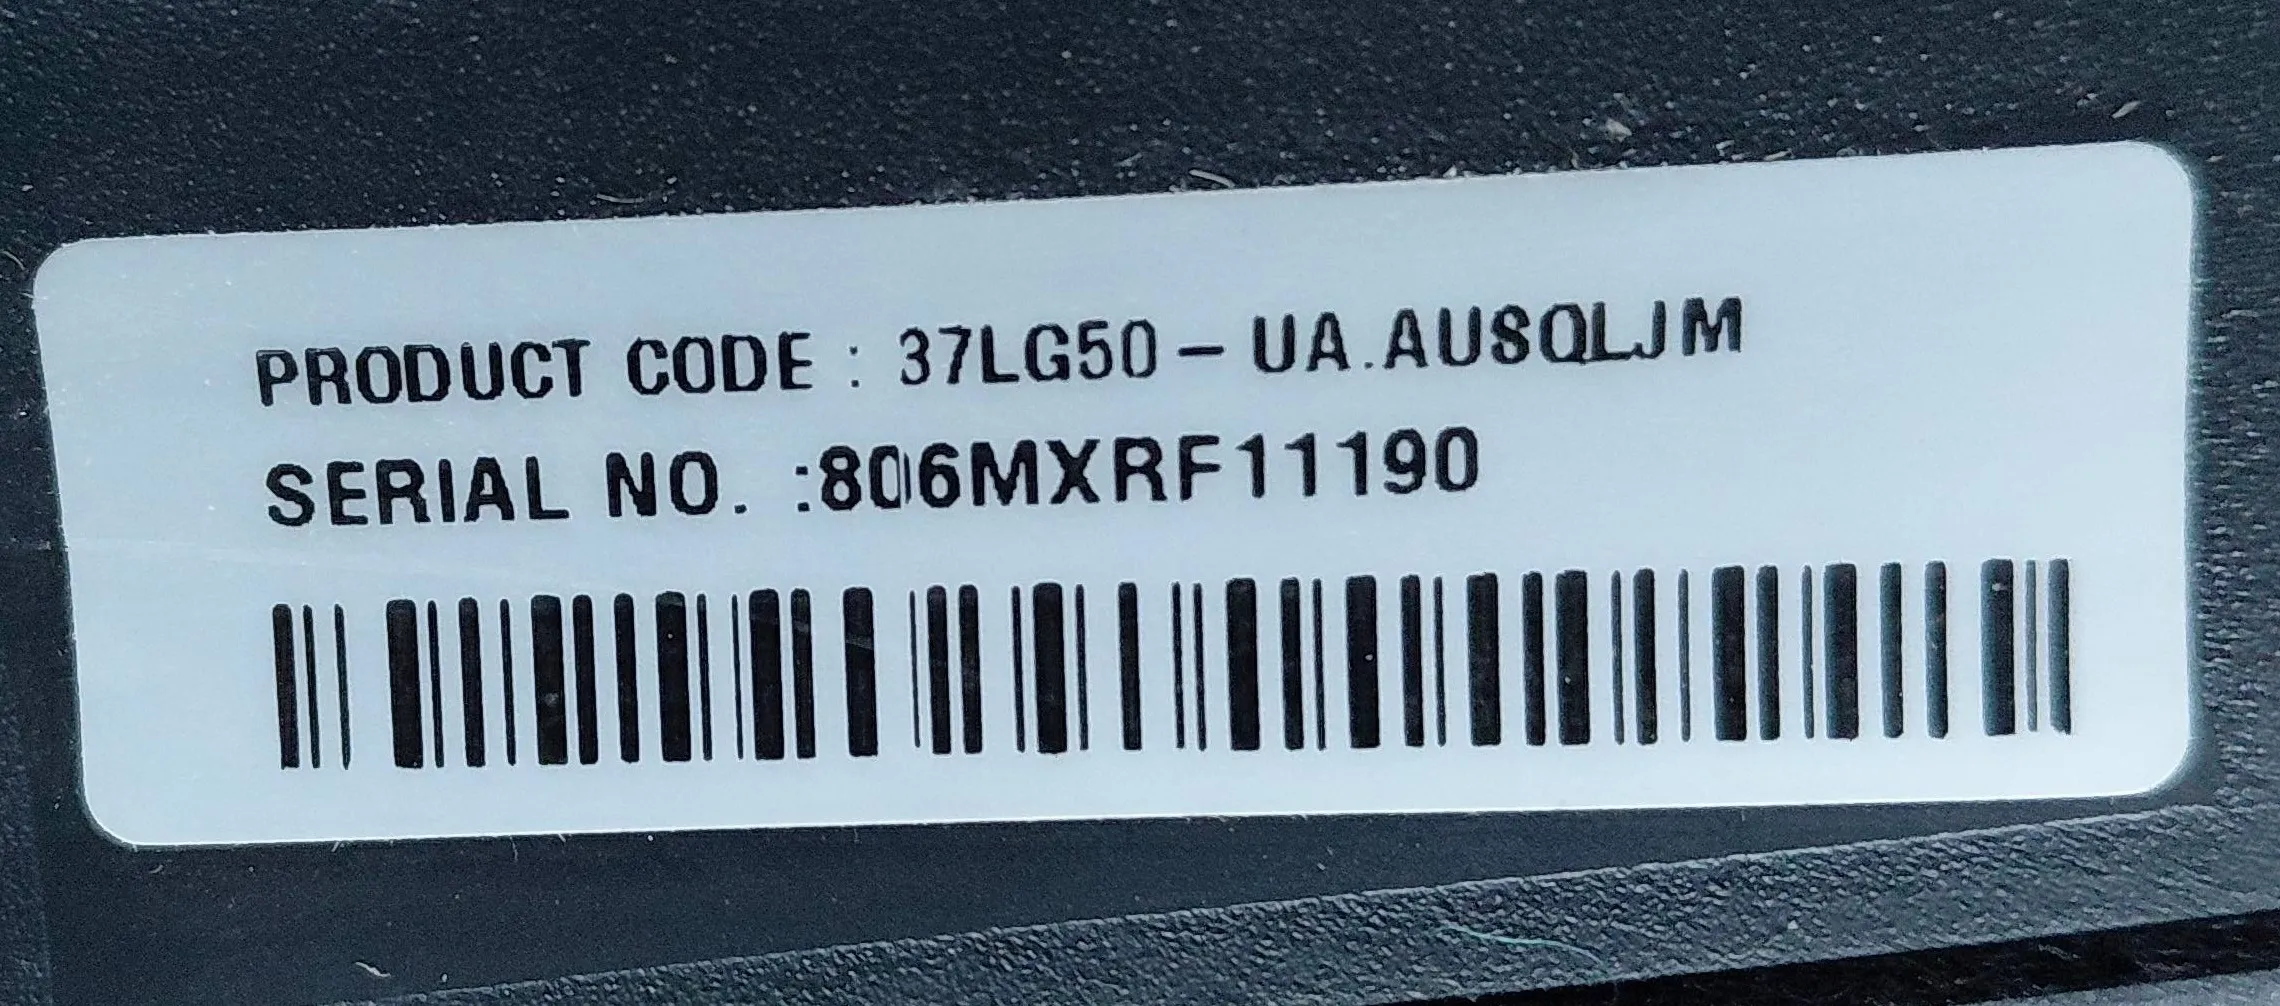 PRODUCT CODE : 37LG50-UA.AUSQLJM
SERIAL NO. :806MXRF11190